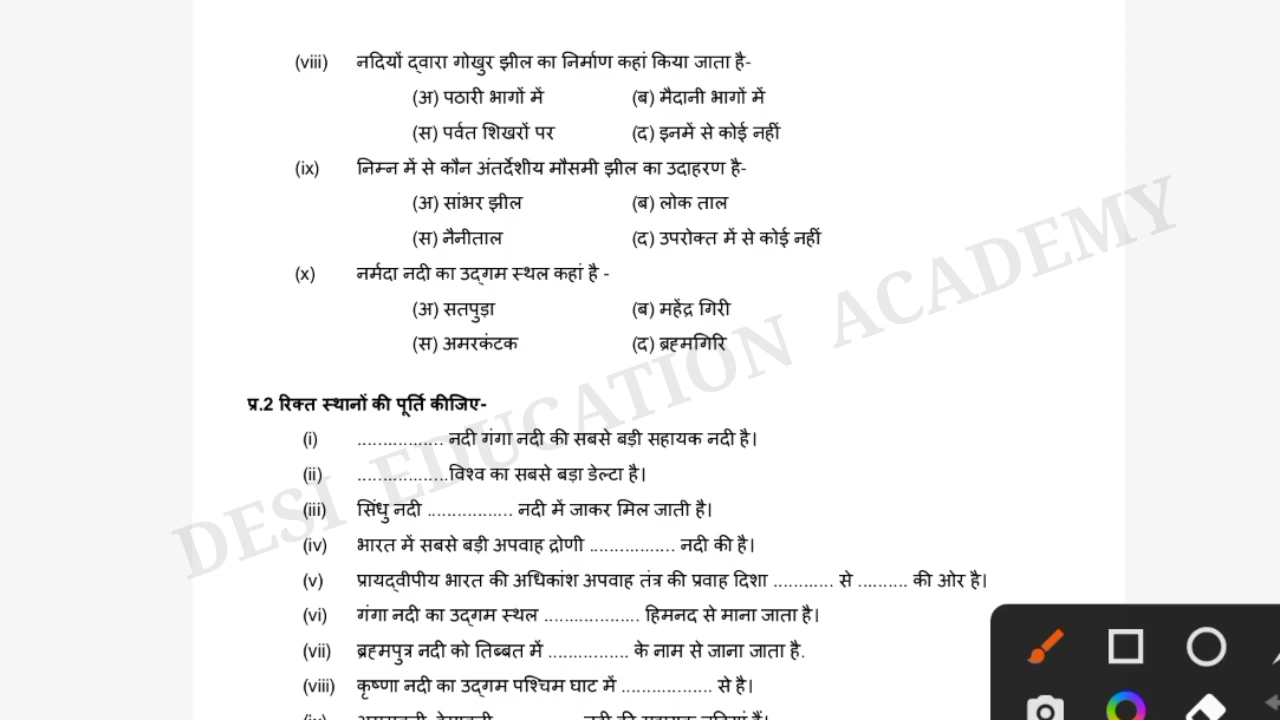 (viii) नदियों द्वारा गोखुर झील का निर्माण कहां किया जाता है-
(अ) पठारी भागों में (ब) मैदानी भागों में
(स) पर्वत शिखरों पर (द) इनमें से कोई नहीं
(ix) निम्न में से कौन अंतर्देशीय मौसमी झील का उदाहरण है-
(अ) सांभर झील (ब) लोक ताल
(स) नैनीताल (द) उपरोक्त में से कोई नहीं
(x) नर्मदा नदी का उद्गम स्थल कहां है -
(अ) सतपुड़ा (ब) महेंद्र गिरी
(स) अमरकंटक (द) ब्रह्मगिरि
प्र.2 रिक्त स्थानों की पूर्ति कीजिए-
(i) ................. नदी गंगा नदी की सबसे बड़ी सहायक नदी है।
(ii) ..................विश्व का सबसे बड़ा डेल्टा है।
(iii) सिंधु नदी ................. नदी में जाकर मिल जाती है।
(iv) भारत में सबसे बड़ी अपवाह द्रोणी ................. नदी की है।
(v) प्रायद्वीपीय भारत की अधिकांश अपवाह तंत्र की प्रवाह दिशा ............ से .......... की ओर है।
(vi) गंगा नदी का उद्गम स्थल ................... हिमनद से माना जाता है।
(vii) ब्रह्मपुत्र नदी को तिब्बत में ................ के नाम से जाना जाता है.
(viii) कृष्णा नदी का उद्गम पश्चिम घाट में .................. से है।
DESI EDUCATION ACADEMY